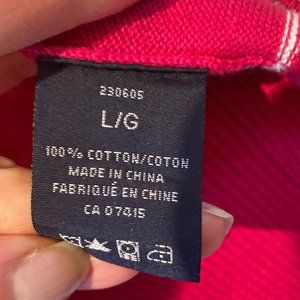 230605
L/G
100% COTTON/COTON
MADE IN CHINA
FABRIQUÉ EN CHINE
CA 07415